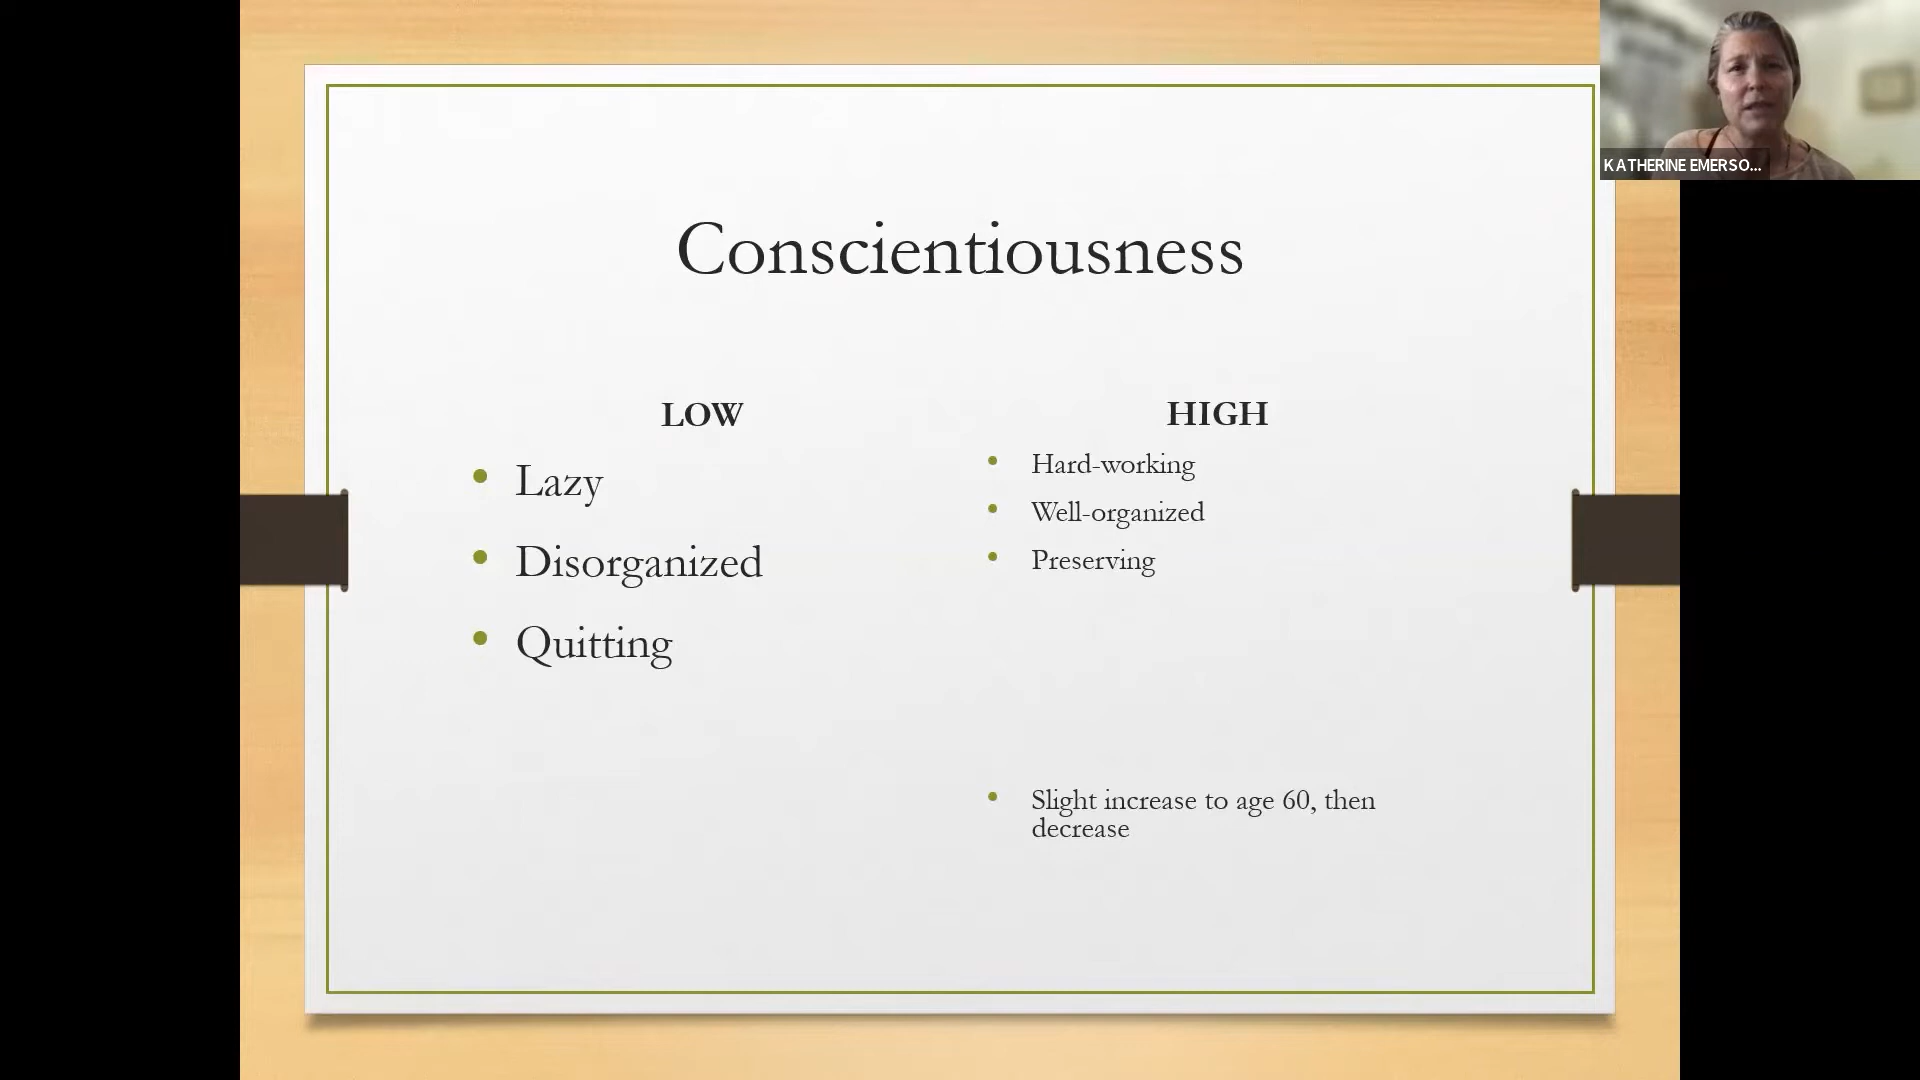 KATHERINE EMERSO...
Conscientiousness
LOW
Lazy
Disorganized
Quitting
HIGH
Hard-working
Well-organized
Preserving
Slight increase to age 60, then
decrease